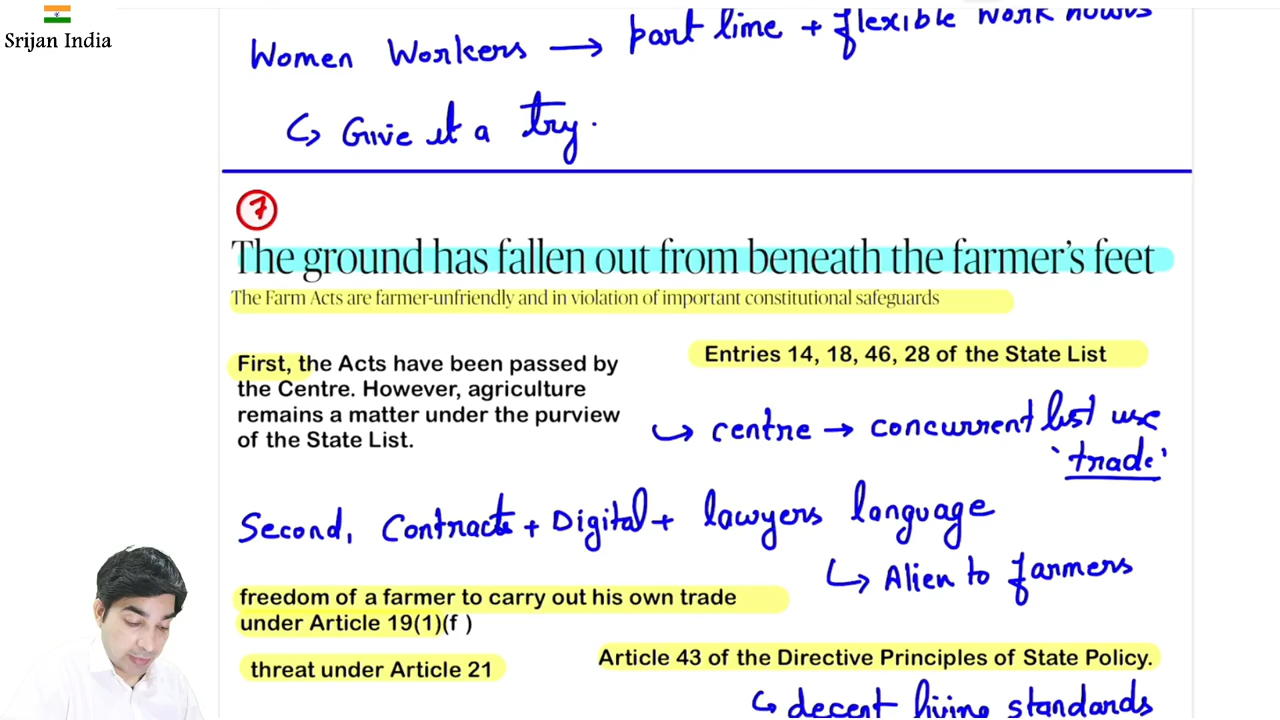 Srijan India
Women Workers → part time + flexible work hours
↳ Give it a try.
7
The ground has fallen out from beneath the farmer's feet
The Farm Acts are farmer-unfriendly and in violation of important constitutional safeguards
First, the Acts have been passed by
the Centre. However, agriculture
remains a matter under the purview
of the State List.
Entries 14, 18, 46, 28 of the State List
↳ centre → concurrent list use
'trade'
Second, Contracts + Digital + lawyers language
↳ Alien to farmers
freedom of a farmer to carry out his own trade
under Article 19(1)(f )
threat under Article 21
Article 43 of the Directive Principles of State Policy.
↳ decent living standards